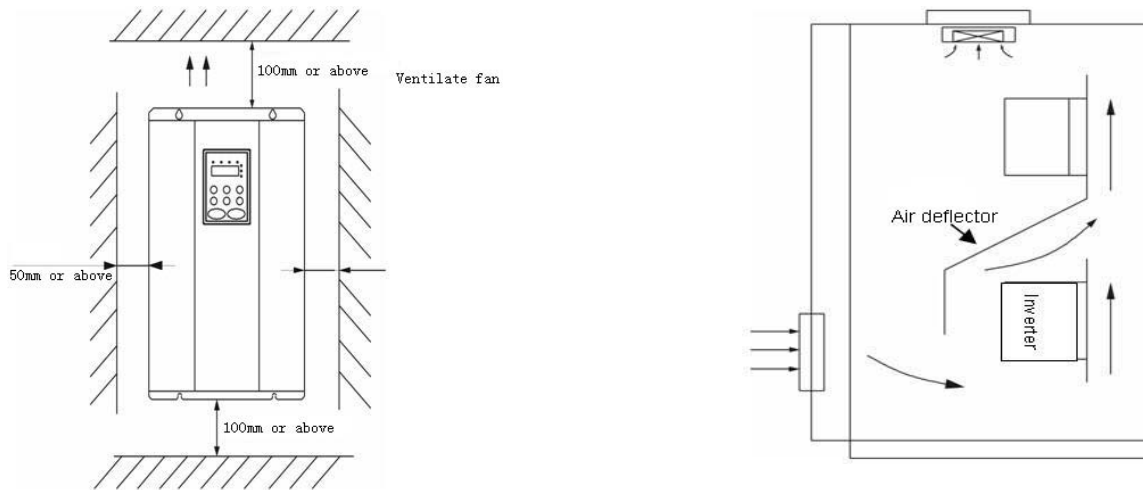 100mm or above
Ventilate fan
Air deflector
50mm or above
Inverter
100mm or above